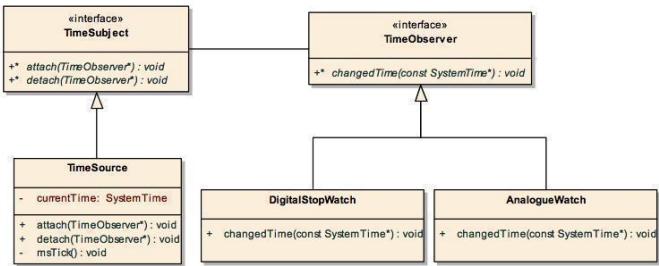 «interface»
TimeSubject
+* attach(TimeObserver*) : void
+* detach(TimeObserver*) : void
«interface»
TimeObserver
+* changedTime(const SystemTime*) : void
TimeSource
- currentTime: SystemTime
+ attach(TimeObserver*) : void
+ detach(TimeObserver*) : void
- msTick() : void
DigitalStopWatch
+ changedTime(const SystemTime*) : void
AnalogueWatch
+ changedTime(const SystemTime*) : void